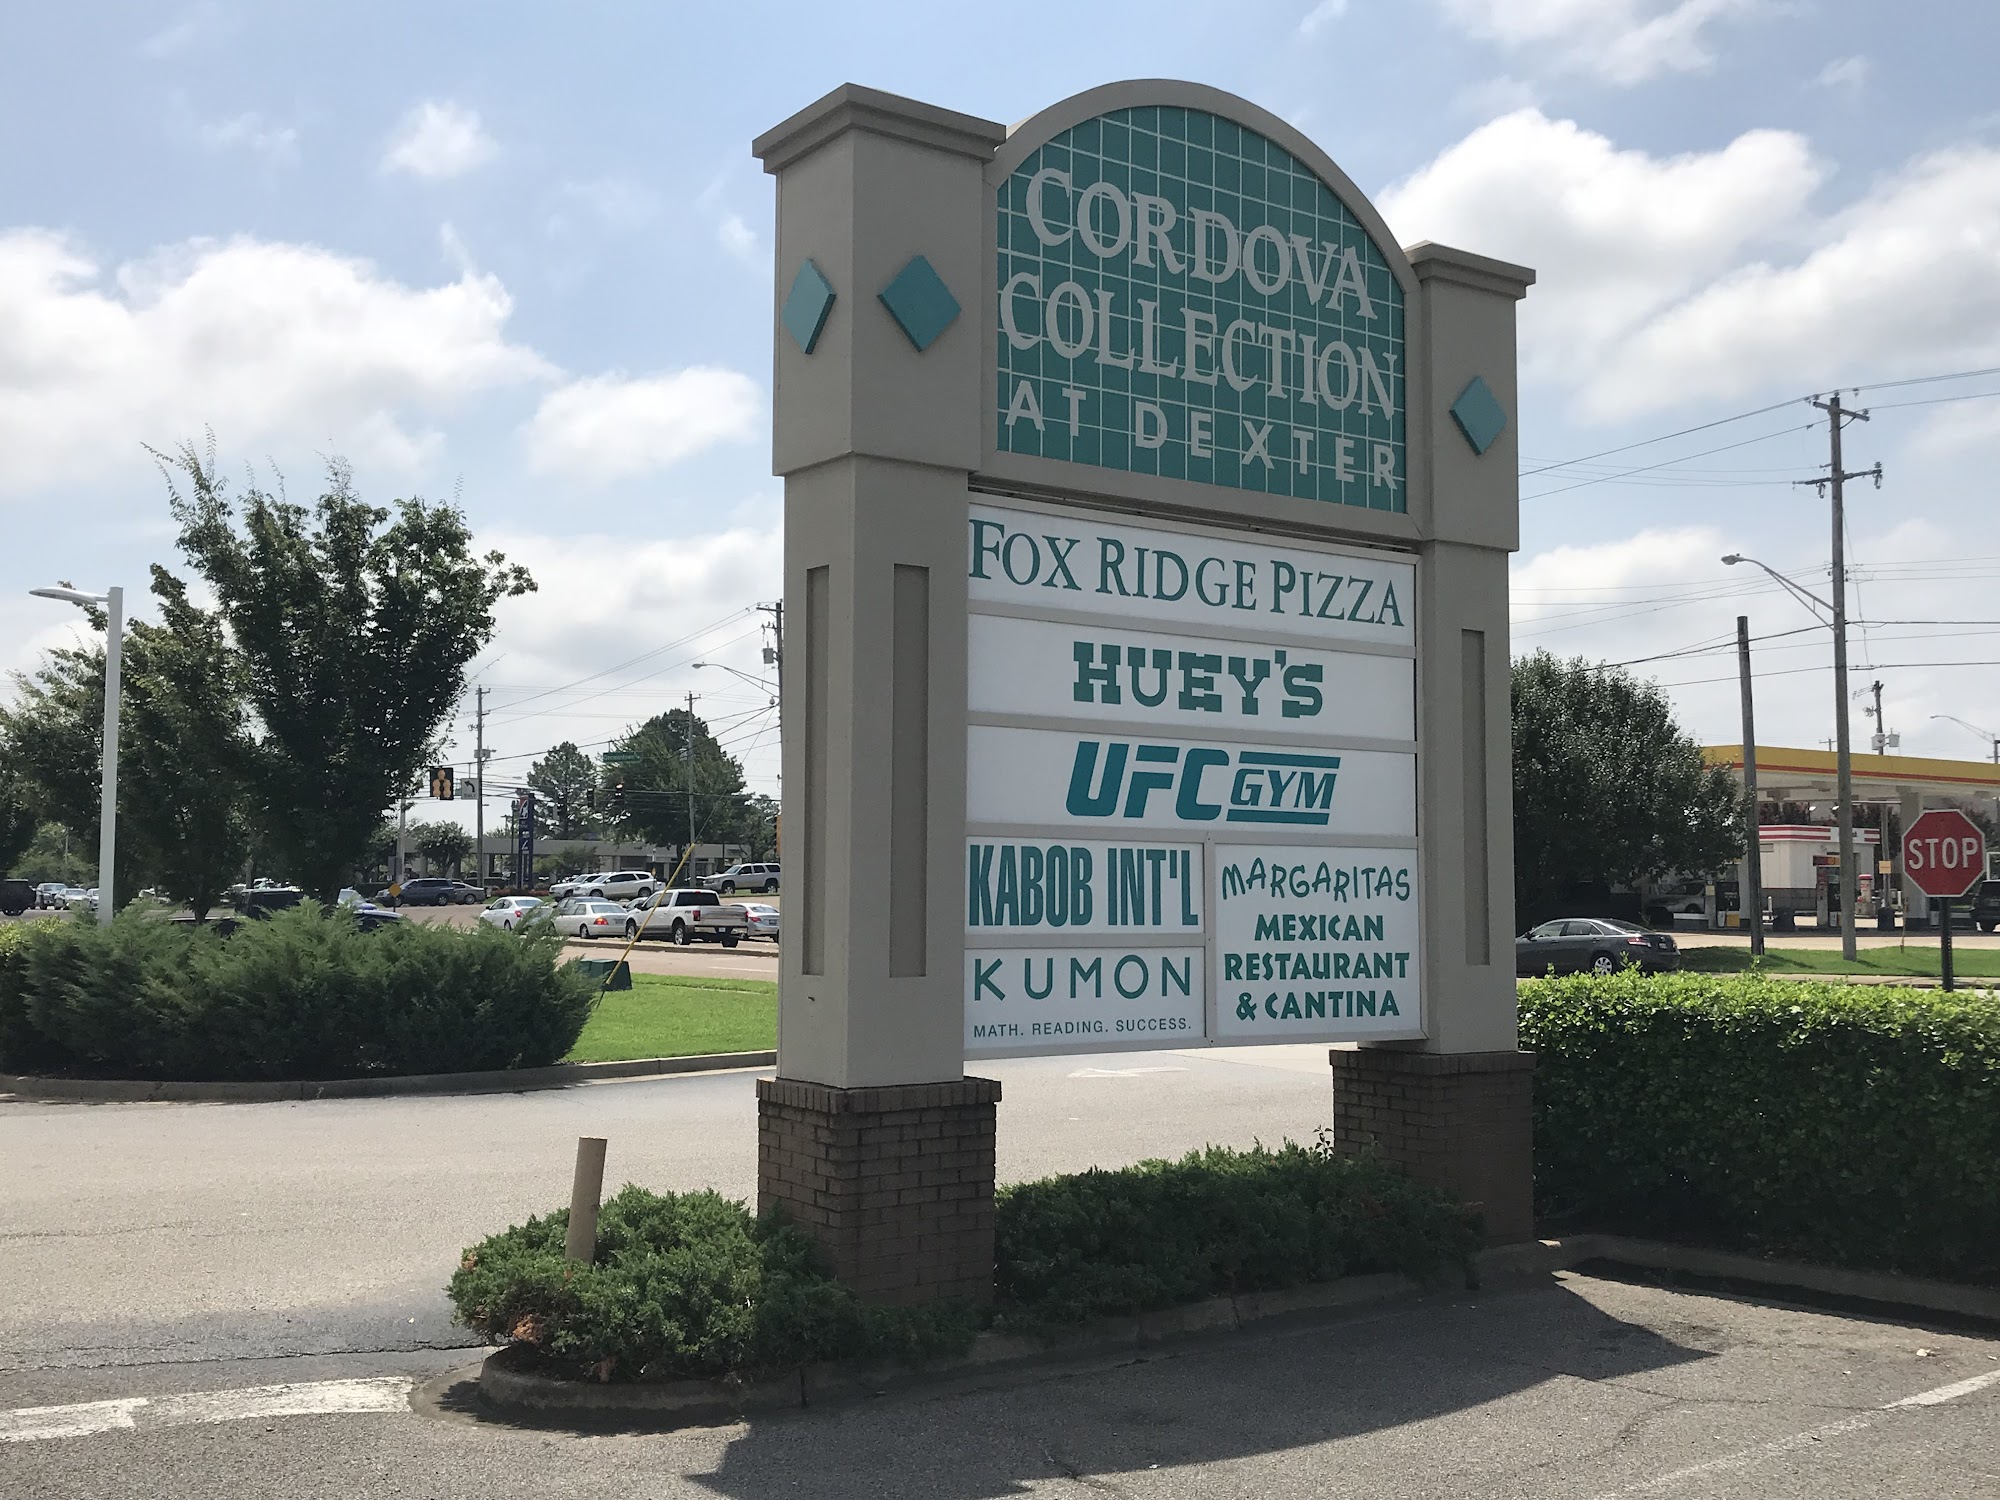 CORDOVA
COLLECTION
AT DEXTER
FOX RIDGE PIZZA
HUEY'S
UFC GYM
KABOB INT'L
KUMON
MATH. READING. SUCCESS.
MARGARITAS
MEXICAN
RESTAURANT
& CANTINA
STOP